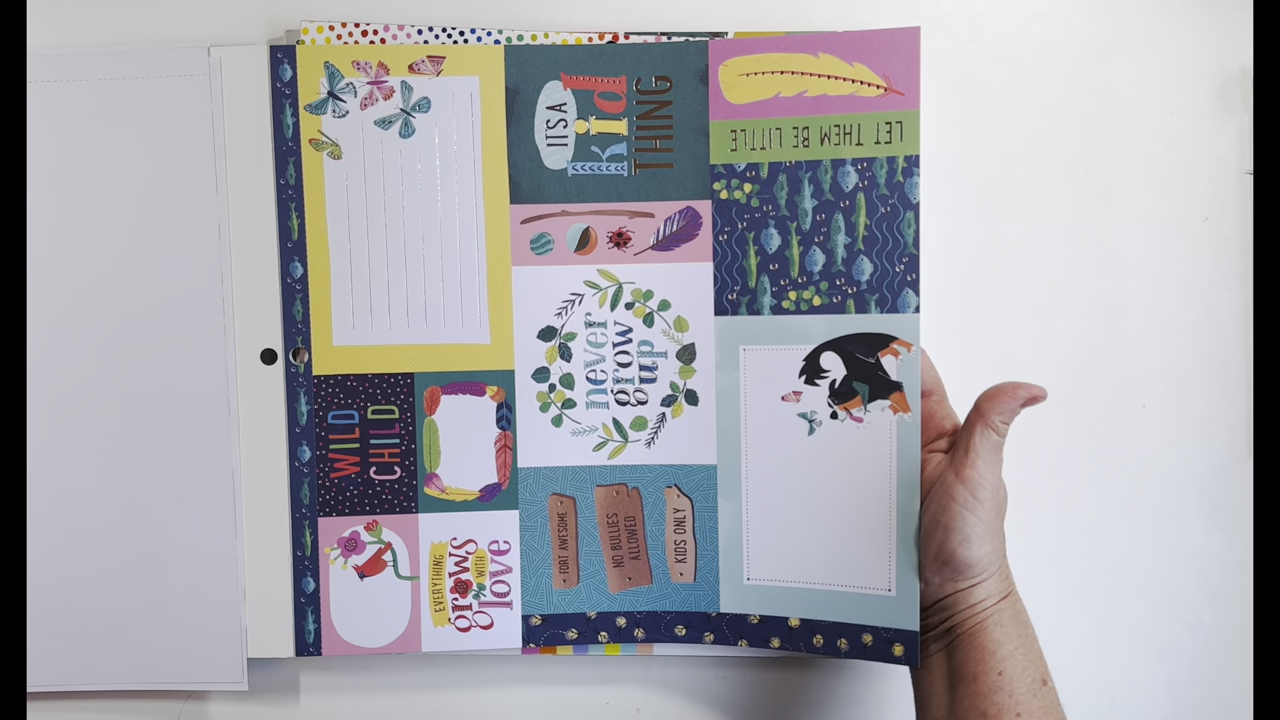 IT'S A
kid
THING
LET THEM BE LITTLE
never
grow
up
WILD
CHILD
FORT AWESOME
NO BULLIES
ALLOWED
KIDS ONLY
EVERYTHING
grows
WITH
love